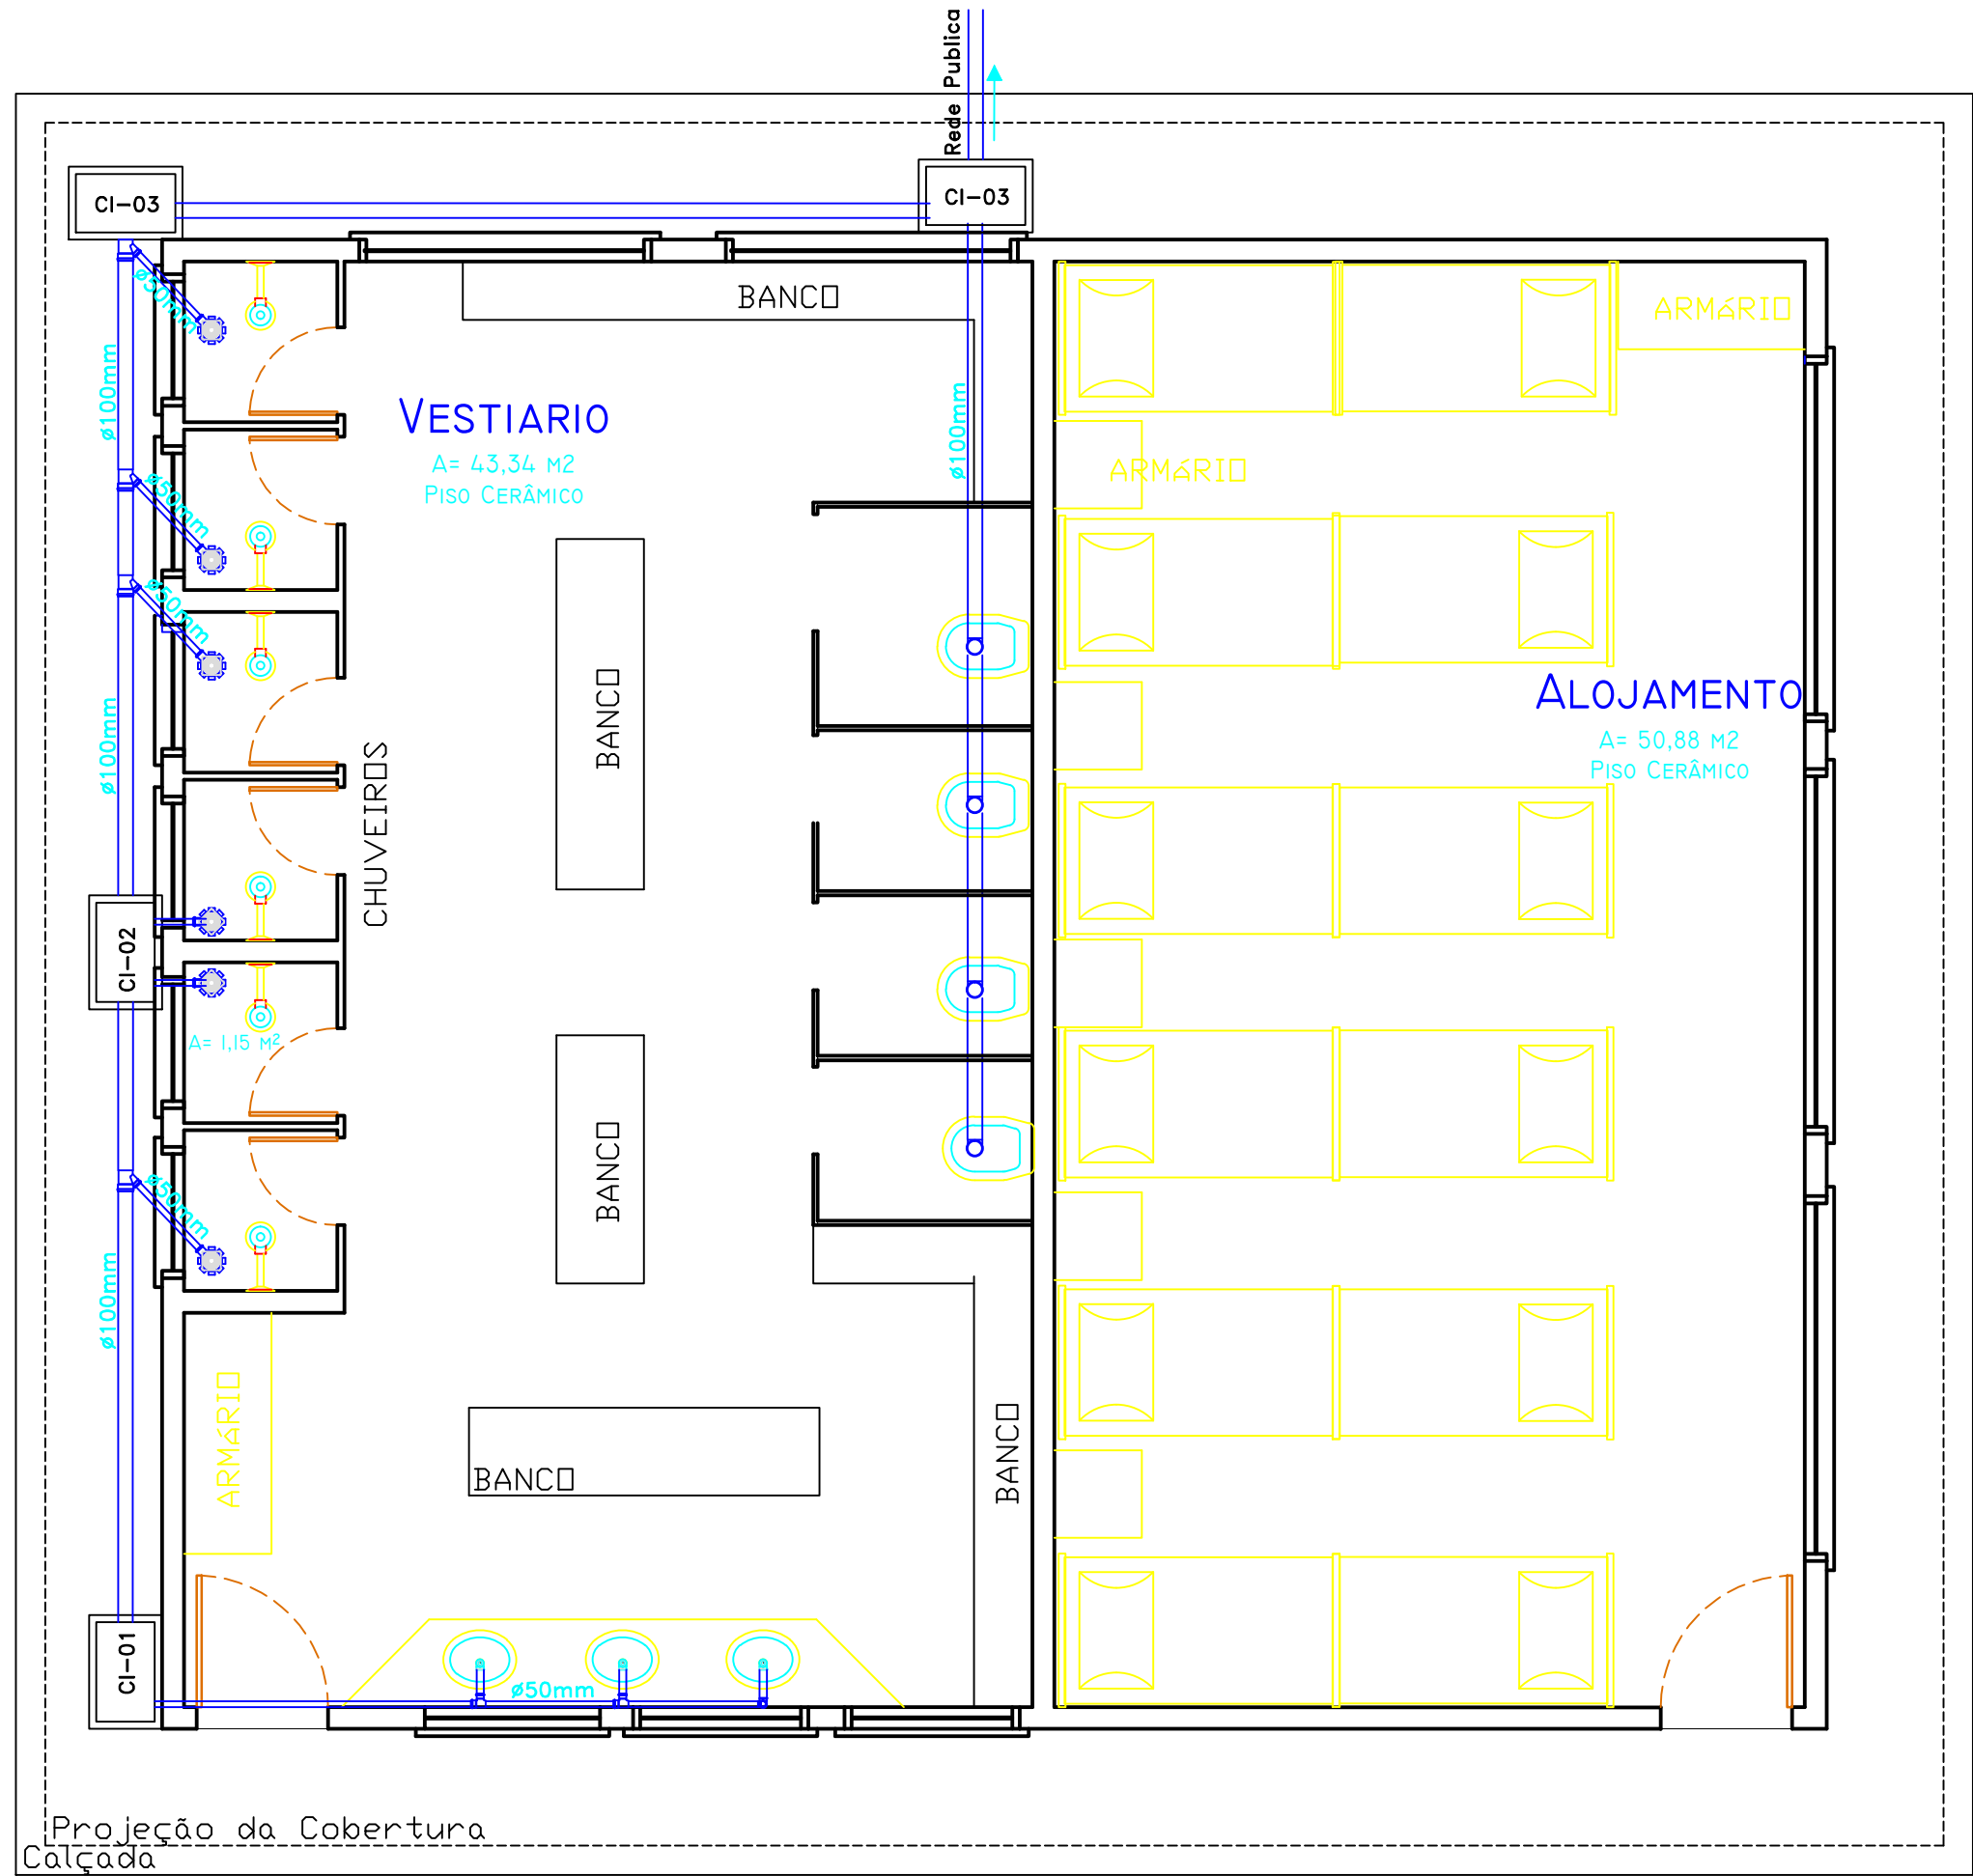 Rede Publica
CI-03
CI-03
ø50mm
BANCO
ARMÁRIO
ø100mm
VESTIARIO
ø100mm
A= 43,34 M2
ARMÁRIO
PISO CERÂMICO
ø50mm
ø50mm
BANCO
ALOJAMENTO
A= 50,88 M2
PISO CERÂMICO
ø100mm
CHUVEIROS
CI-02
A= 1,15 M²
BANCO
ø50mm
ø100mm
ARMÁRIO
BANCO
BANCO
CI-01
ø50mm
Projeção da Cobertura
Calçada